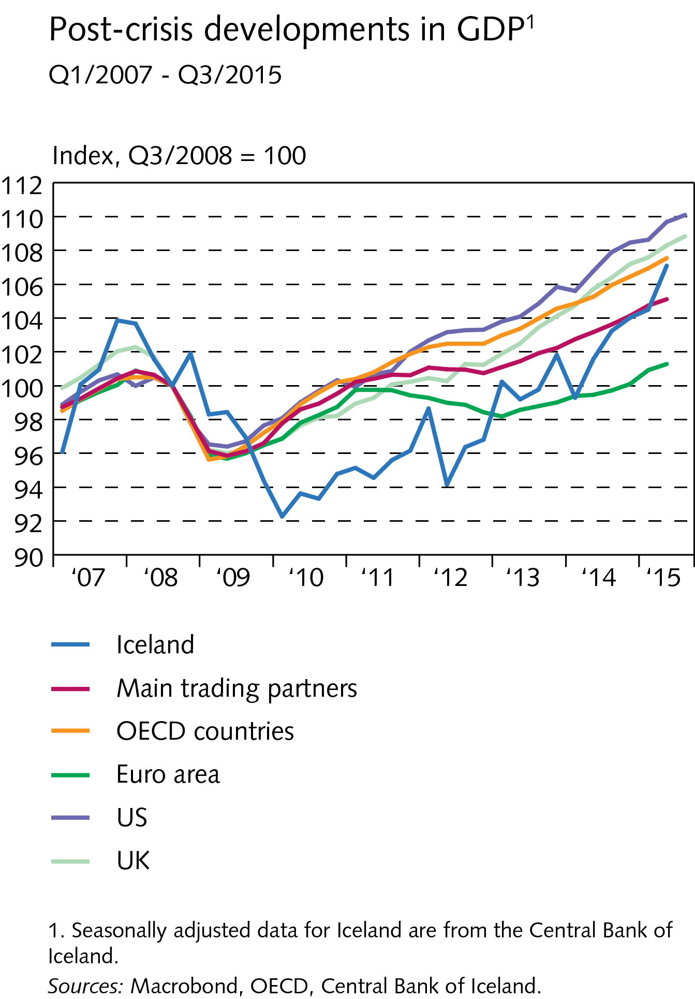 Post-crisis developments in GDP¹
Q1/2007 - Q3/2015
Index, Q3/2008 = 100
112
110
108
106
104
102
100
98
96
94
92
90
‘07 ‘08 ‘09 ‘10 ‘11 ‘12 ‘13 ‘14 ‘15
Iceland
Main trading partners
OECD countries
Euro area
US
UK
1. Seasonally adjusted data for Iceland are from the Central Bank of
Iceland.
Sources: Macrobond, OECD, Central Bank of Iceland.